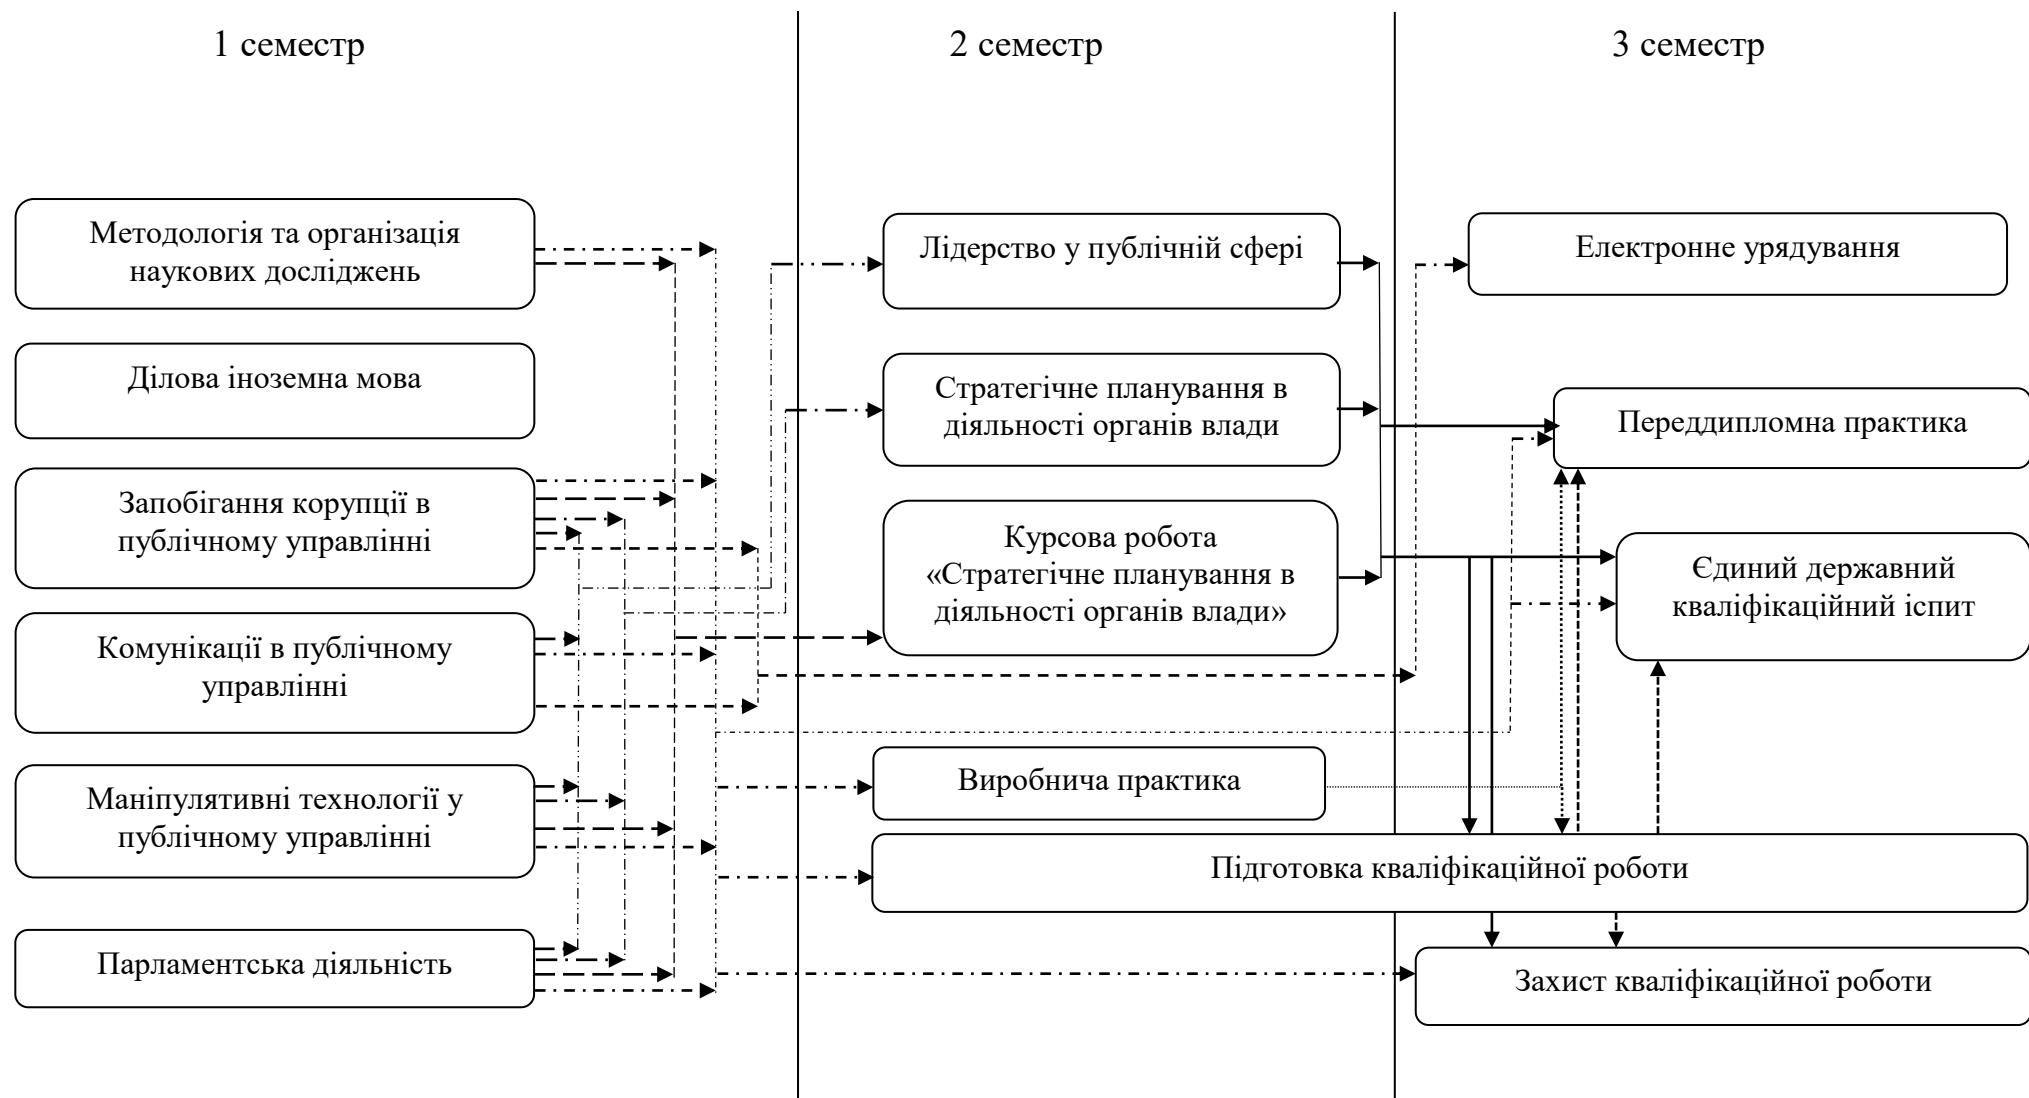 1 семестр
2 семестр
3 семестр
Методологія та організація
наукових досліджень
Ділова іноземна мова
Запобігання корупції в
публічному управлінні
Комунікації в публічному
управлінні
Маніпулятивні технології у
публічному управлінні
Парламентська діяльність
Лідерство у публічній сфері
Стратегічне планування в
діяльності органів влади
Курсова робота
«Стратегічне планування в
діяльності органів влади»
Виробнича практика
Підготовка кваліфікаційної роботи
Електронне урядування
Переддипломна практика
Єдиний державний
кваліфікаційний іспит
Захист кваліфікаційної роботи